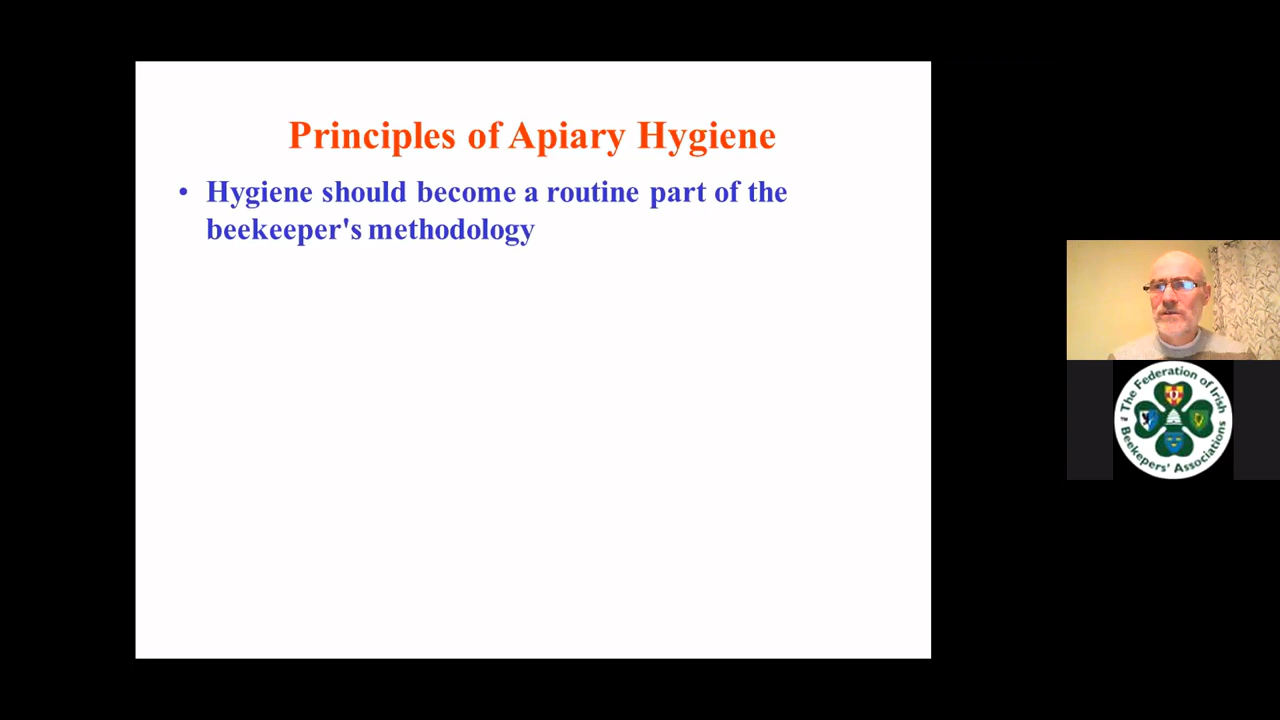 Principles of Apiary Hygiene
• Hygiene should become a routine part of the
beekeeper's methodology
The Federation of Irish
Beekeepers' Associations